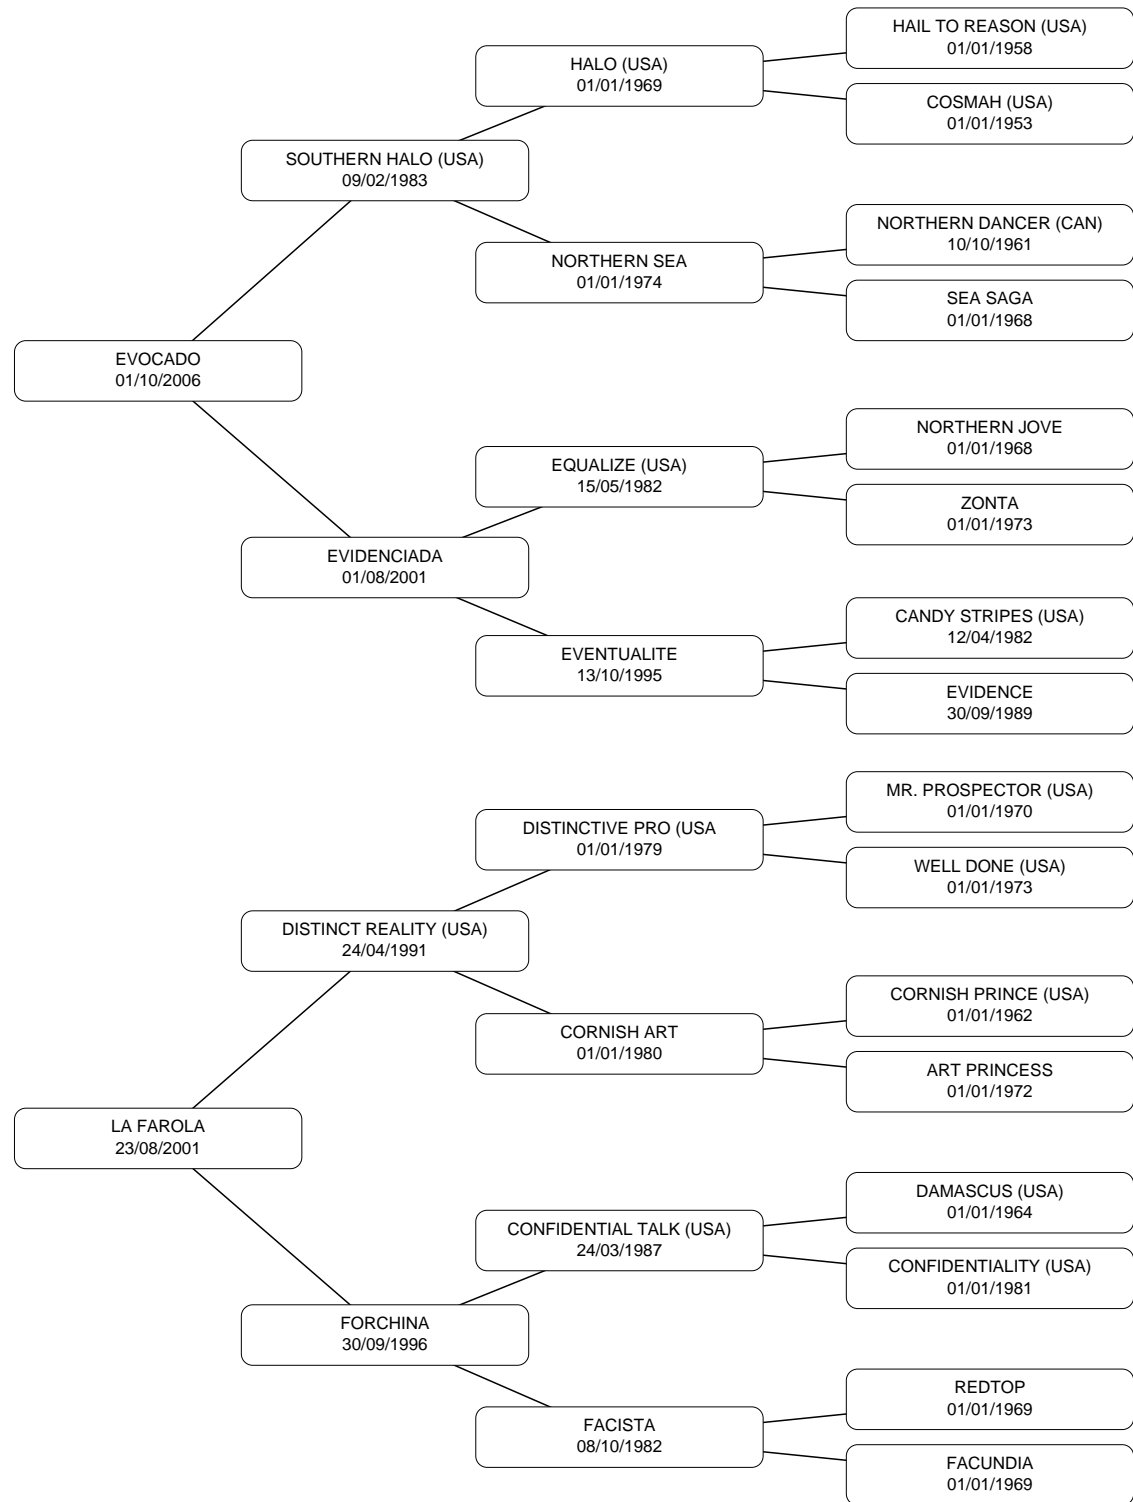 HAIL TO REASON (USA)
01/01/1958
HALO (USA)
01/01/1969
COSMAH (USA)
01/01/1953
SOUTHERN HALO (USA)
09/02/1983
NORTHERN DANCER (CAN)
10/10/1961
NORTHERN SEA
01/01/1974
SEA SAGA
01/01/1968
EVOCADO
01/10/2006
NORTHERN JOVE
01/01/1968
EQUALIZE (USA)
15/05/1982
ZONTA
01/01/1973
EVIDENCIADA
01/08/2001
CANDY STRIPES (USA)
12/04/1982
EVENTUALITE
13/10/1995
EVIDENCE
30/09/1989
MR. PROSPECTOR (USA)
01/01/1970
DISTINCTIVE PRO (USA
01/01/1979
WELL DONE (USA)
01/01/1973
DISTINCT REALITY (USA)
24/04/1991
CORNISH PRINCE (USA)
01/01/1962
CORNISH ART
01/01/1980
ART PRINCESS
01/01/1972
LA FAROLA
23/08/2001
DAMASCUS (USA)
01/01/1964
CONFIDENTIAL TALK (USA)
24/03/1987
CONFIDENTIALITY (USA)
01/01/1981
FORCHINA
30/09/1996
REDTOP
01/01/1969
FACISTA
08/10/1982
FACUNDIA
01/01/1969